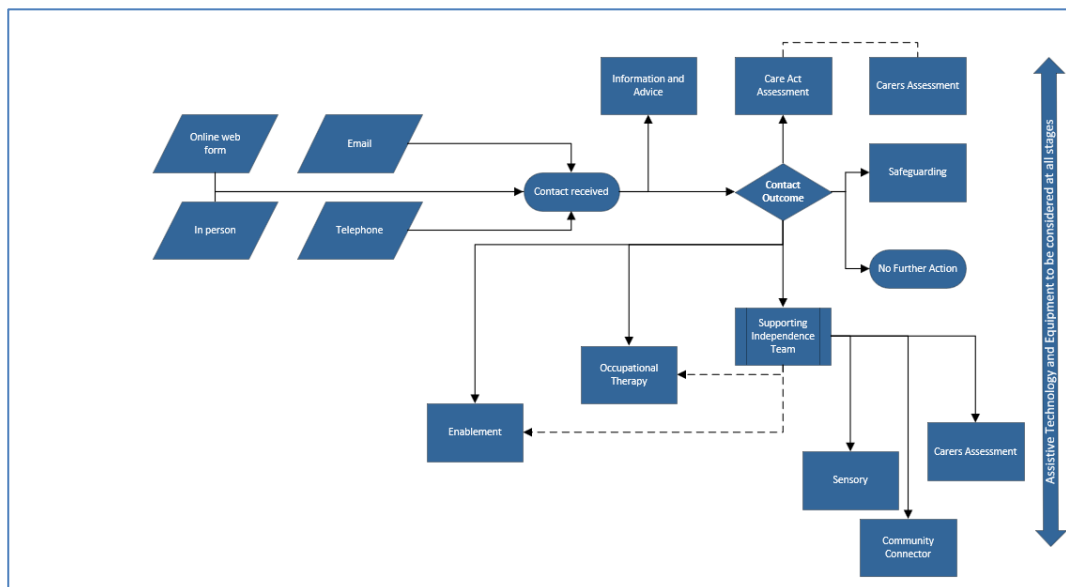 Information and
Advice
Care Act
Assessment
Carers Assessment
Online web
form
Email
Contact received
Contact
Outcome
Safeguarding
In person
Telephone
No Further Action
Supporting
Independence
Team
Occupational
Therapy
Enablement
Carers Assessment
Sensory
Community
Connector
Assistive Technology and Equipment to be considered at all stages